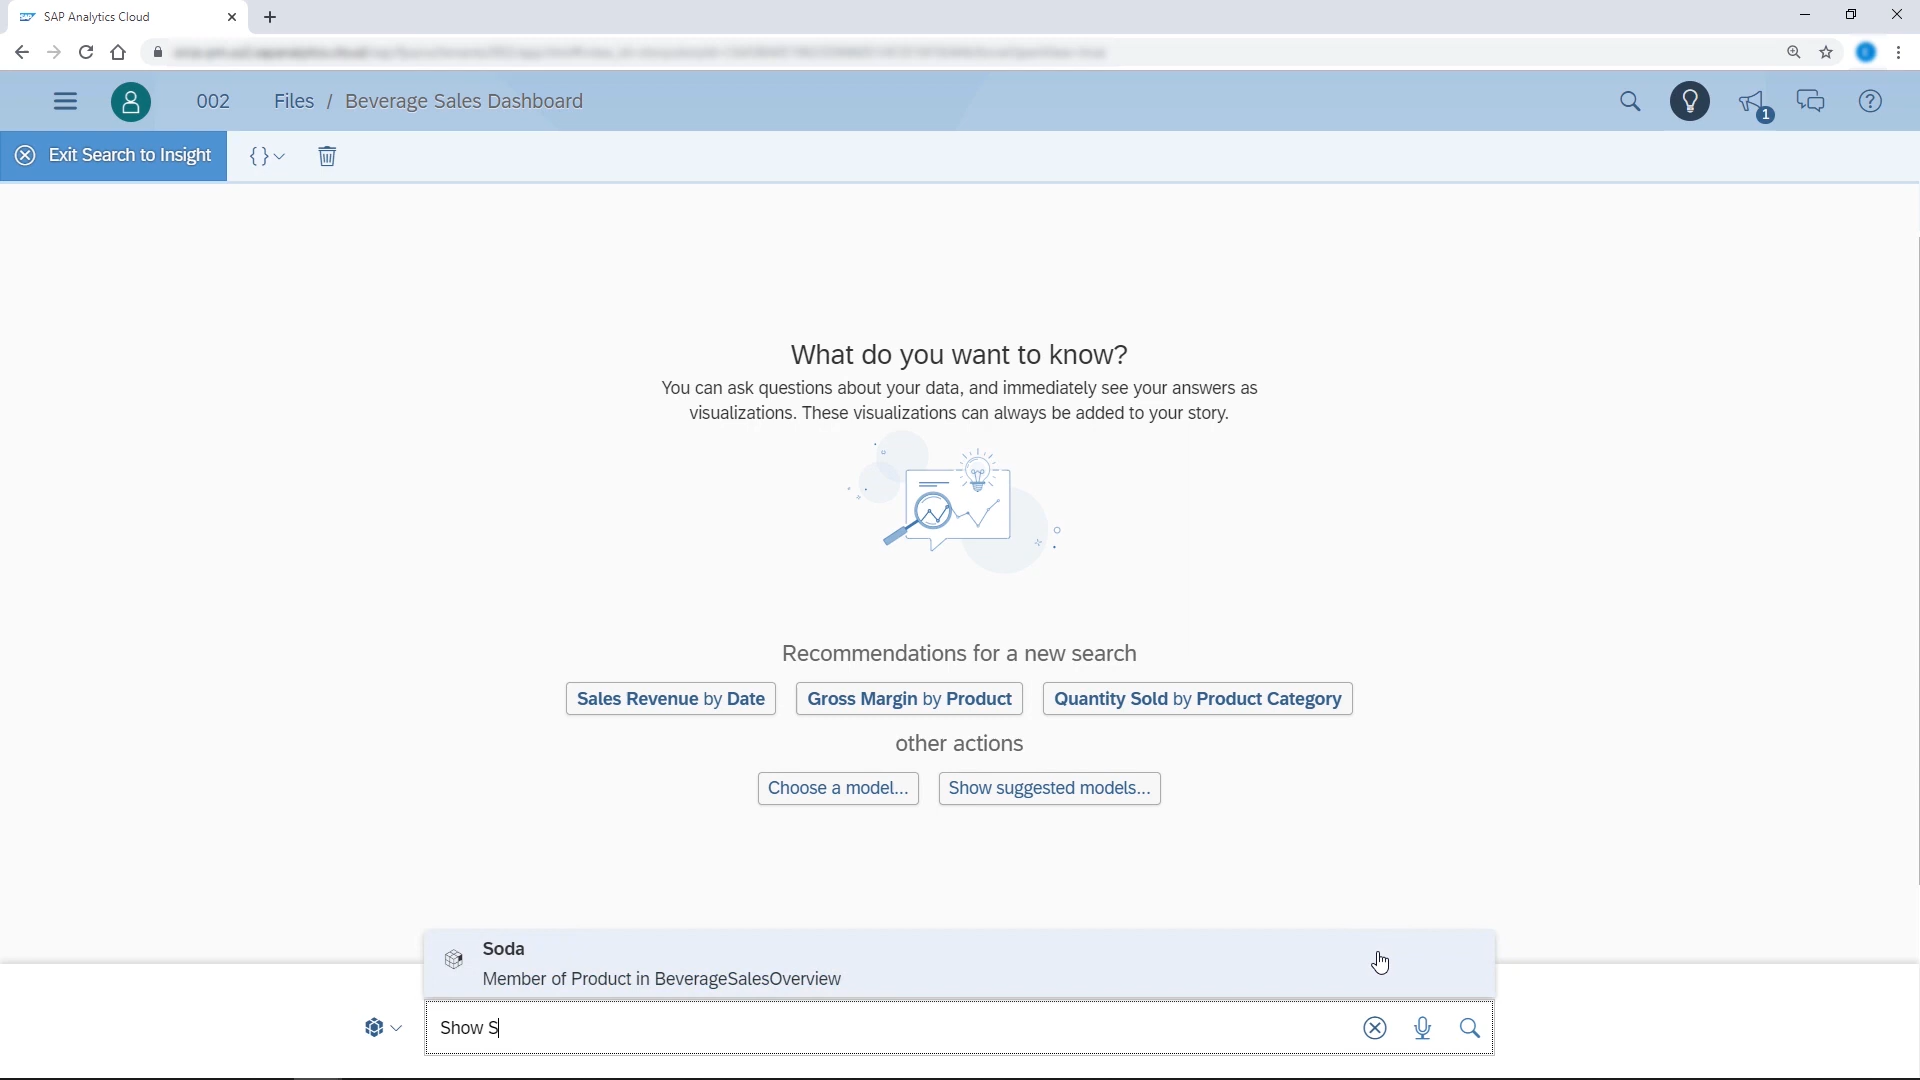 SAP Analytics Cloud
002
Files / Beverage Sales Dashboard
1
Exit Search to Insight
{ }
What do you want to know?
You can ask questions about your data, and immediately see your answers as
visualizations. These visualizations can always be added to your story.
Recommendations for a new search
Sales Revenue by Date
Gross Margin by Product
Quantity Sold by Product Category
other actions
Choose a model...
Show suggested models...
Soda
Member of Product in BeverageSalesOverview
Show S